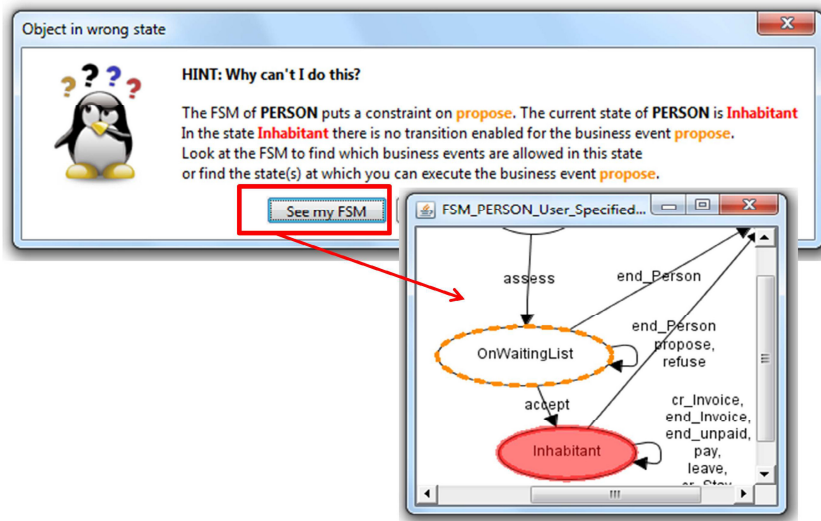 Object in wrong state
? ? ? ?
HINT: Why can't I do this?
The FSM of PERSON puts a constraint on propose. The current state of PERSON is Inhabitant
In the state Inhabitant there is no transition enabled for the business event propose.
Look at the FSM to find which business events are allowed in this state
or find the state(s) at which you can execute the business event propose.
See my FSM
FSM_PERSON_User_Specified...
assess
end_Person
OnWaitingList
end_Person
propose,
refuse
accept
Inhabitant
cr_Invoice,
end_Invoice,
end_unpaid,
pay,
leave,